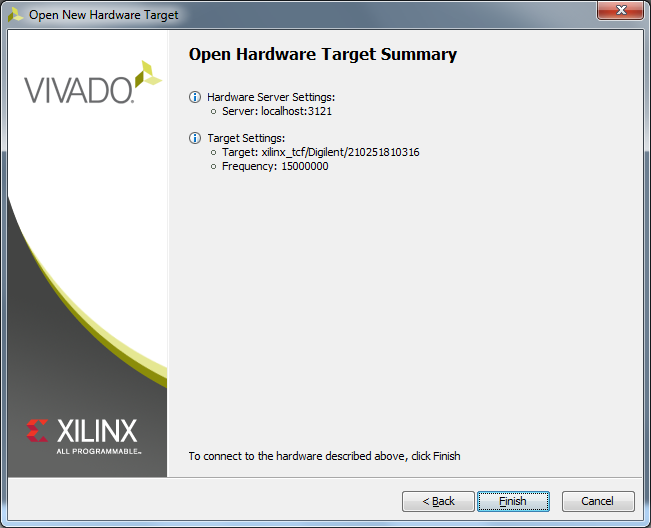 Open New Hardware Target
VIVADO
Open Hardware Target Summary
Hardware Server Settings:
Server: localhost:3121
Target Settings:
Target: xilinx_tcf/Digilent/210251810316
Frequency: 15000000
XILINX
ALL PROGRAMMABLE™
To connect to the hardware described above, click Finish
< Back
Finish
Cancel